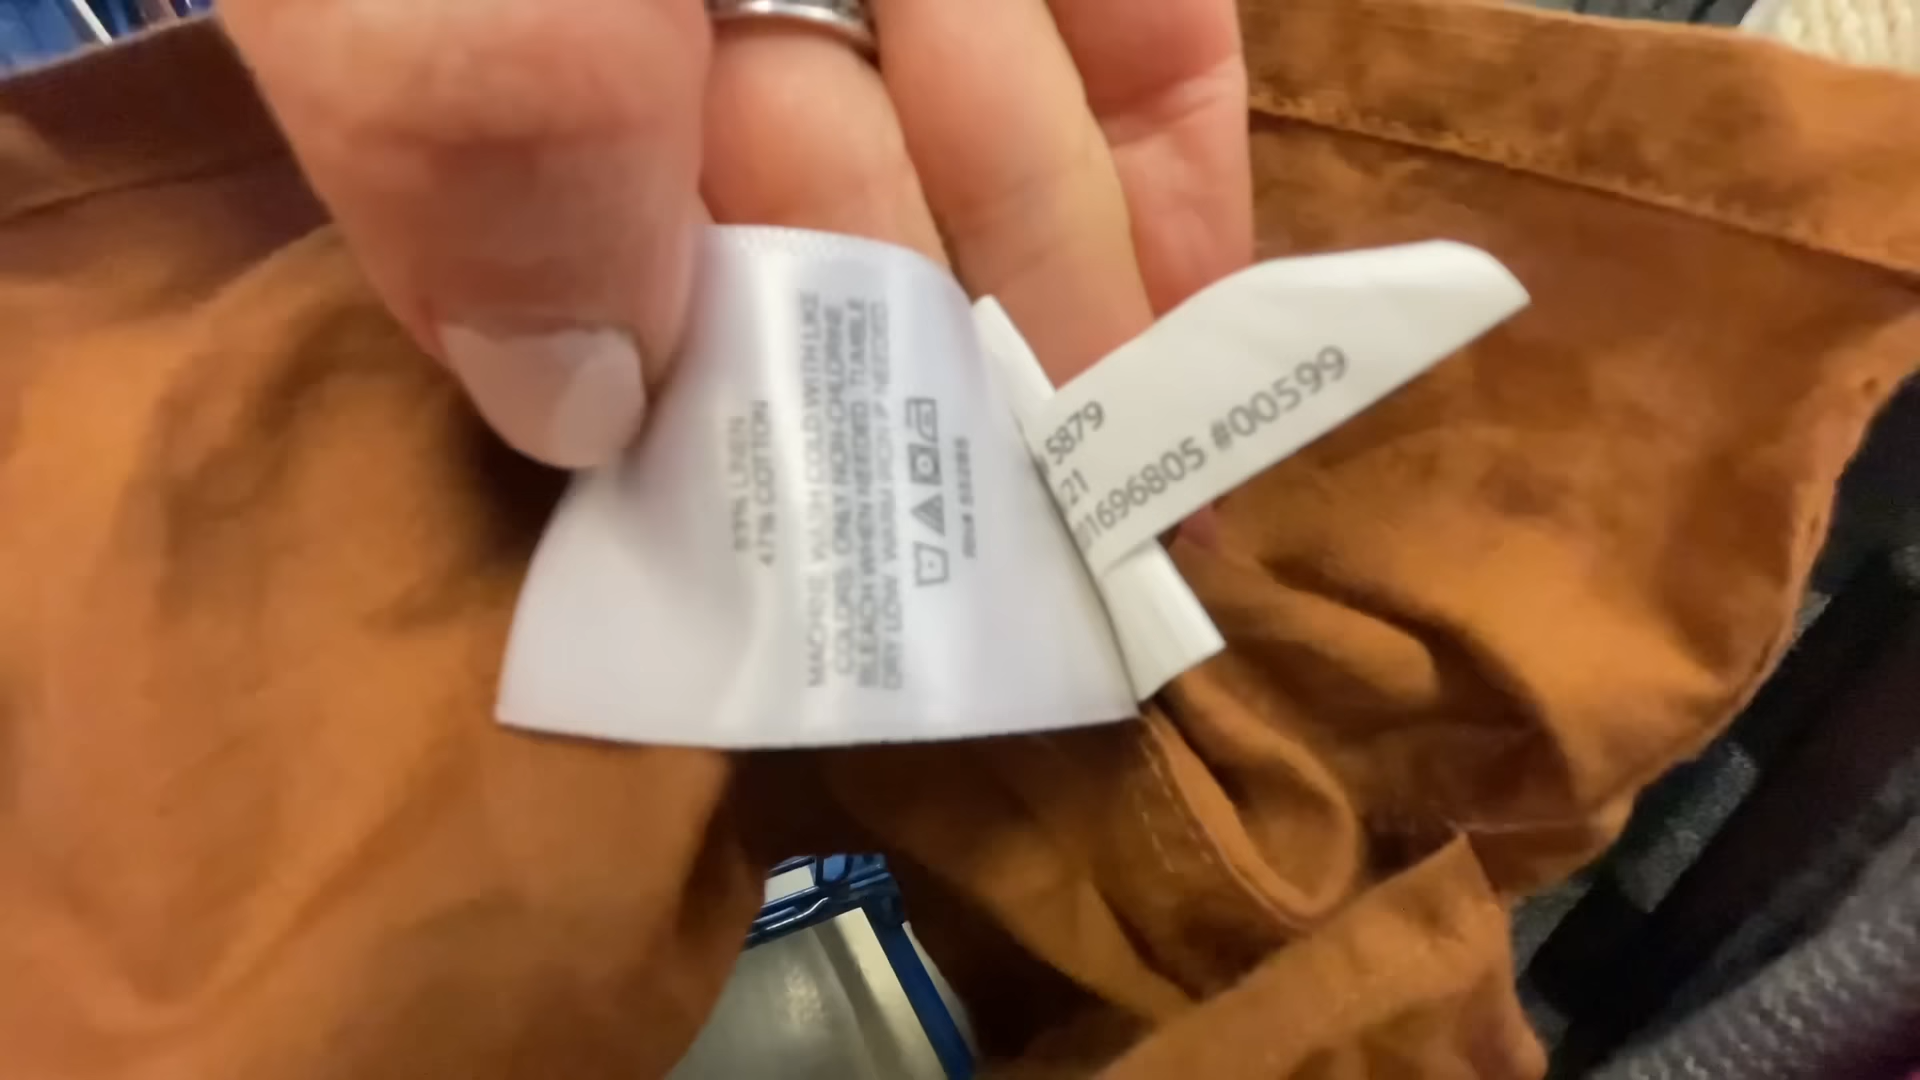 53% LINEN
47% COTTON
MACHINE WASH COLD WITH LIKE
COLORS. ONLY NON-CHLORINE
BLEACH WHEN NEEDED. TUMBLE
DRY LOW. WARM IRON IF NEEDED.
5879
21
1696805 #00599